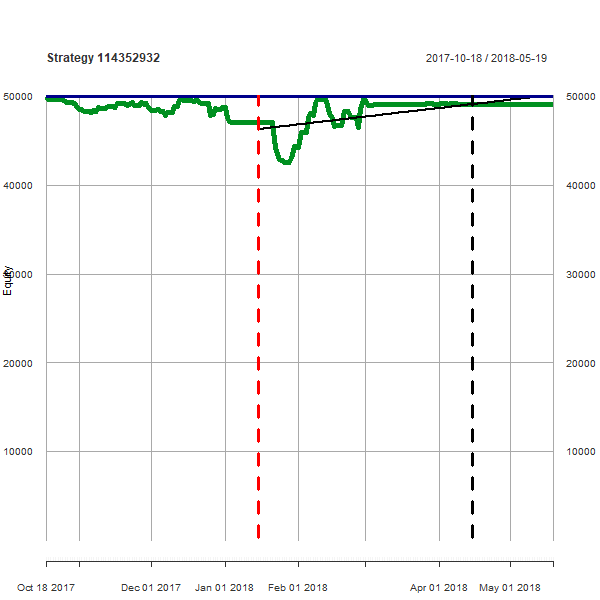 Strategy 114352932
2017-10-18 / 2018-05-19
50000
50000
40000
40000
Equity
30000
30000
20000
20000
10000
10000
Oct 18 2017
Dec 01 2017
Jan 01 2018
Feb 01 2018
Apr 01 2018
May 01 2018